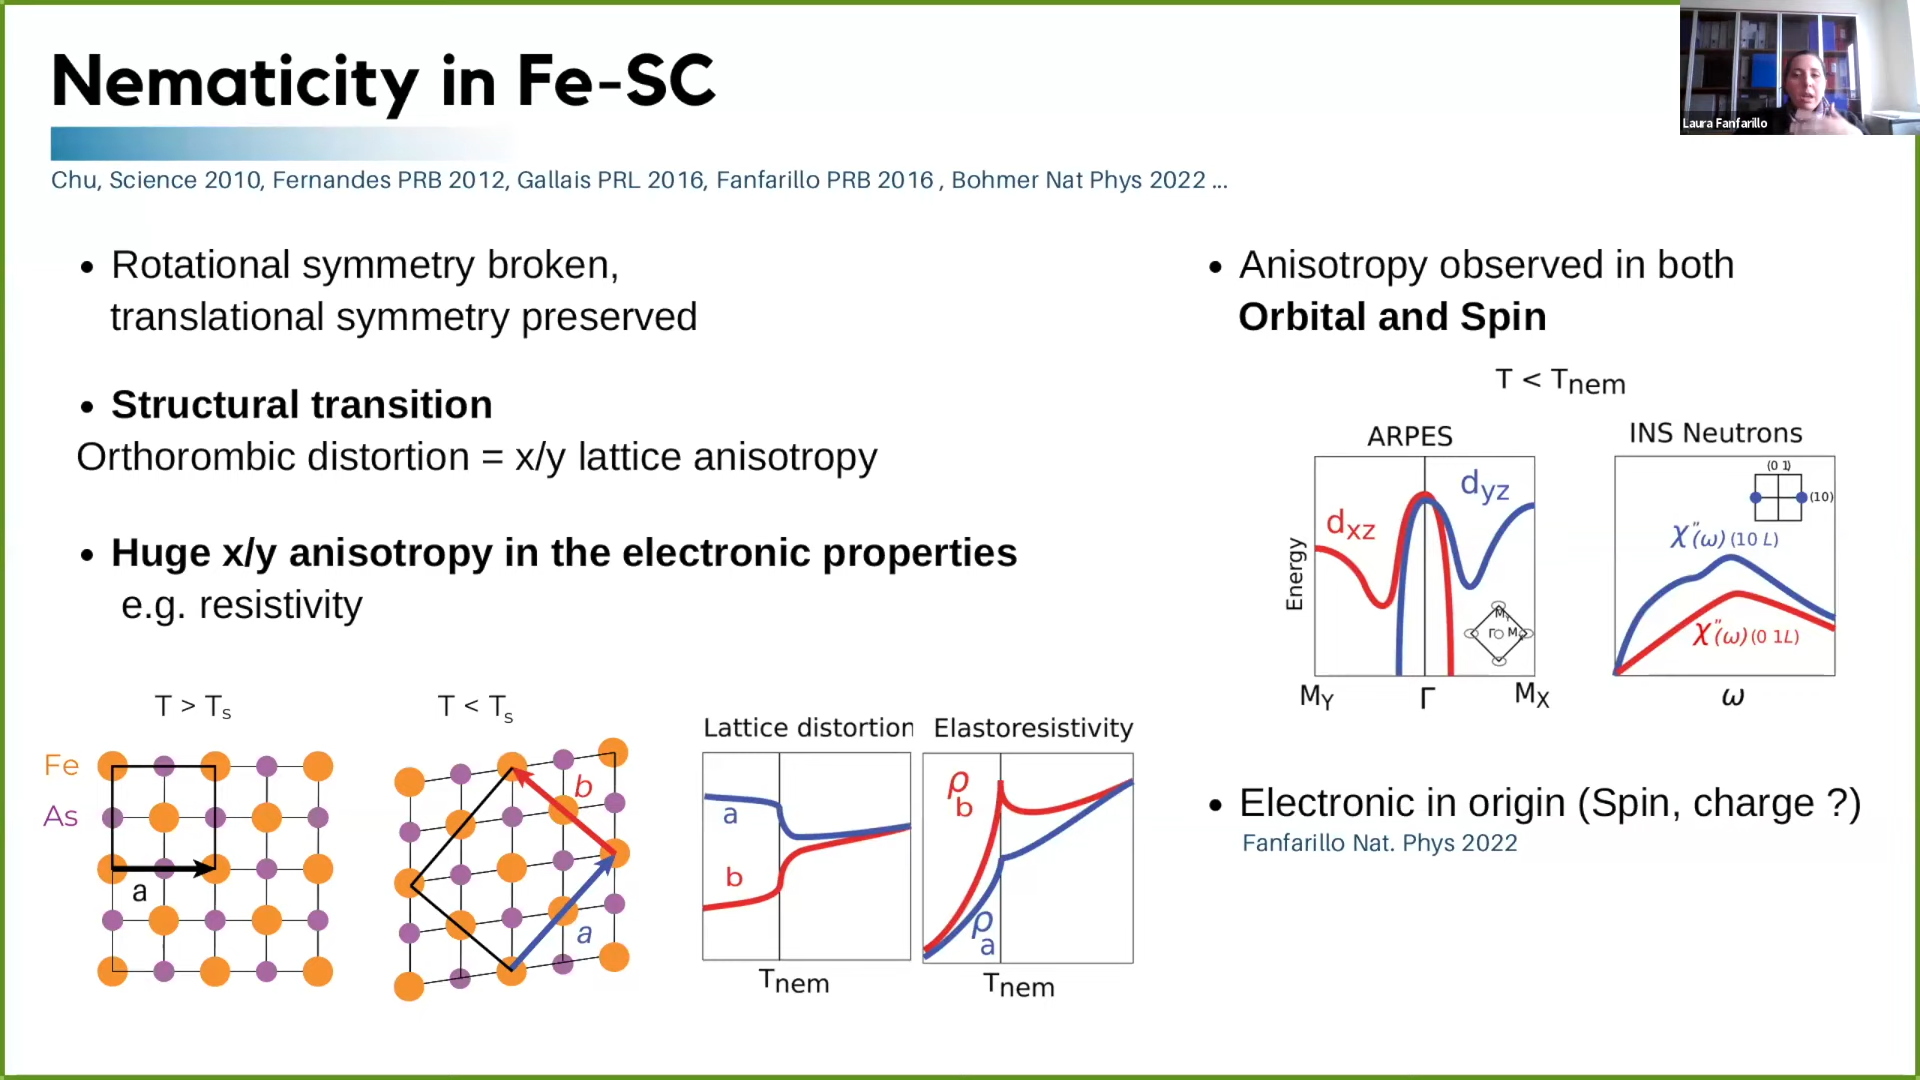 Nematicity in Fe-SC
Laura Fanfarillo
Chu, Science 2010, Fernandes PRB 2012, Gallais PRL 2016, Fanfarillo PRB 2016 , Bohmer Nat Phys 2022 ...
• Rotational symmetry broken,
translational symmetry preserved
• Structural transition
Orthorombic distortion = x/y lattice anisotropy
• Huge x/y anisotropy in the electronic properties
e.g. resistivity
T > Ts
Fe
As
a
T < Ts
b
a
Lattice distortion
a
b
Tnem
Elastoresistivity
ρb
ρa
Tnem
• Anisotropy observed in both
Orbital and Spin
T < Tnem
ARPES
Energy
dxz
dyz
MY
Γ
MX
MY Γ MX
INS Neutrons
(0 1)
(10)
χ″(ω) (10 L)
χ″(ω) (0 1L)
ω
• Electronic in origin (Spin, charge ?)
Fanfarillo Nat. Phys 2022